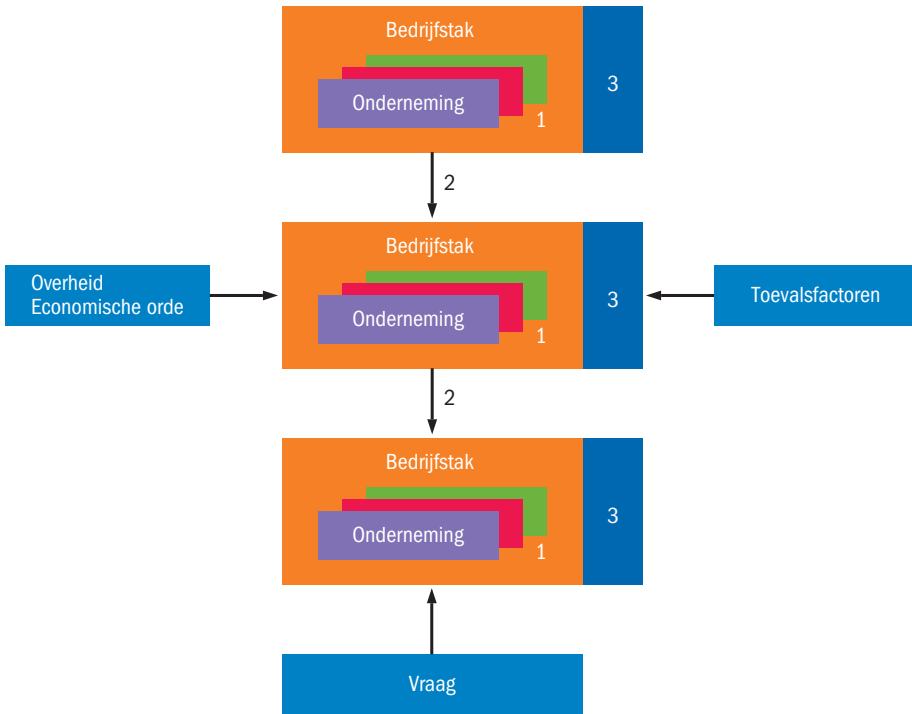 Bedrijfstak
Onderneming
1
3
2
Bedrijfstak
Onderneming
1
3
Overheid
Economische orde
Toevalsfactoren
2
Bedrijfstak
Onderneming
1
3
Vraag